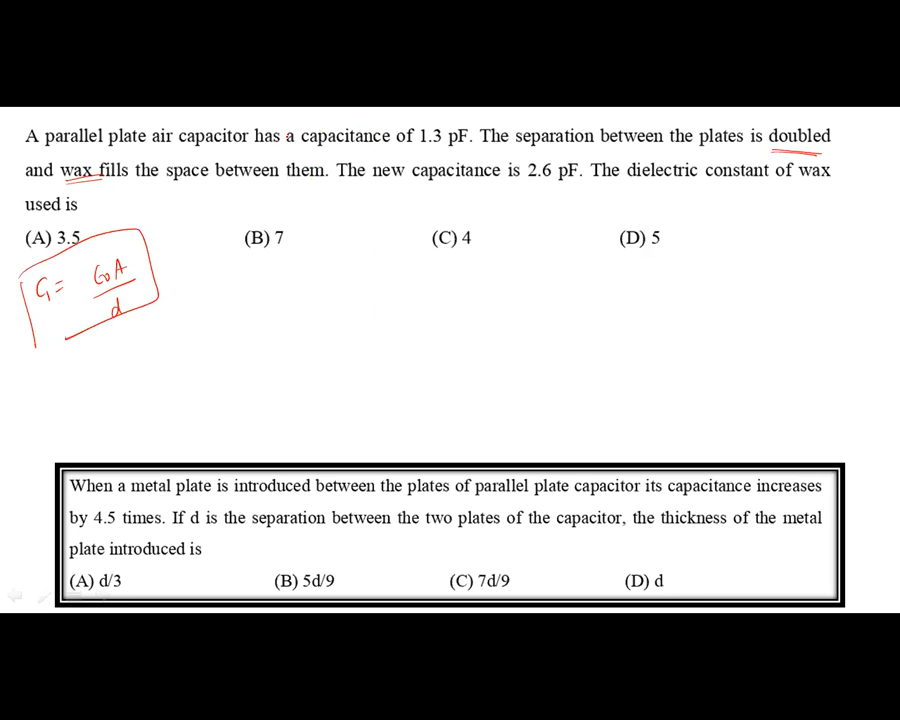 A parallel plate air capacitor has a capacitance of 1.3 pF. The separation between the plates is doubled
and wax fills the space between them. The new capacitance is 2.6 pF. The dielectric constant of wax
used is
(A) 3.5 (B) 7 (C) 4 (D) 5
C₁ = ε₀A
d
When a metal plate is introduced between the plates of parallel plate capacitor its capacitance increases
by 4.5 times. If d is the separation between the two plates of the capacitor, the thickness of the metal
plate introduced is
(A) d/3 (B) 5d/9 (C) 7d/9 (D) d